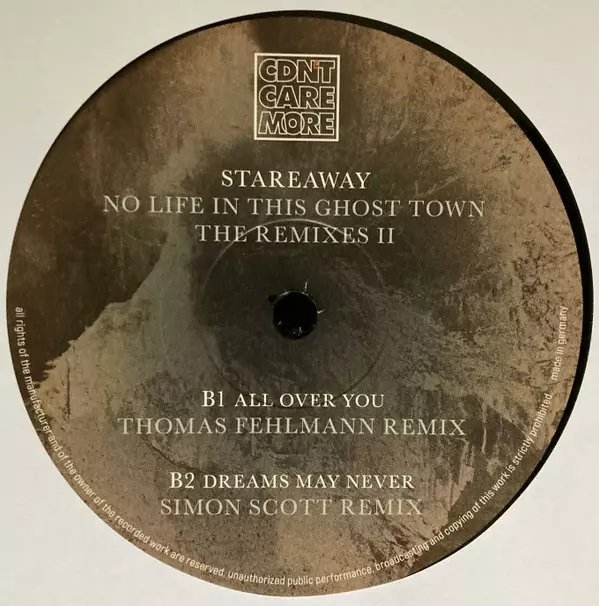 CDN'T
CARE
MORE
STAREAWAY
NO LIFE IN THIS GHOST TOWN
THE REMIXES II
B1 ALL OVER YOU
THOMAS FEHLMANN REMIX
B2 DREAMS MAY NEVER
SIMON SCOTT REMIX
all rights of the manufacturer and of the owner of the recorded work are reserved. unauthorized public performance, broadcasting and copying of this work is strictly prohibited. made in germany